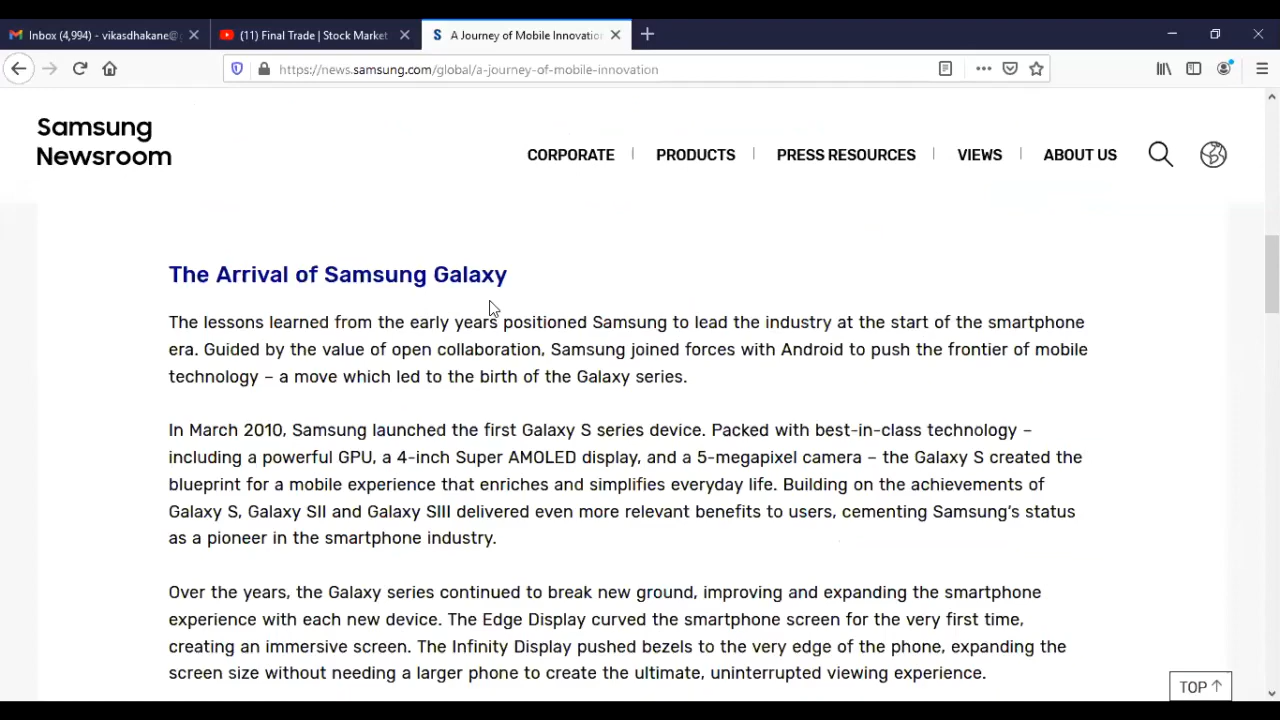 Inbox (4,994) - vikasdhakane@
(11) Final Trade | Stock Market
A Journey of Mobile Innovation
https://news.samsung.com/global/a-journey-of-mobile-innovation
Samsung
Newsroom
CORPORATE
PRODUCTS
PRESS RESOURCES
VIEWS
ABOUT US
The Arrival of Samsung Galaxy
The lessons learned from the early years positioned Samsung to lead the industry at the start of the smartphone
era. Guided by the value of open collaboration, Samsung joined forces with Android to push the frontier of mobile
technology – a move which led to the birth of the Galaxy series.
In March 2010, Samsung launched the first Galaxy S series device. Packed with best-in-class technology –
including a powerful GPU, a 4-inch Super AMOLED display, and a 5-megapixel camera – the Galaxy S created the
blueprint for a mobile experience that enriches and simplifies everyday life. Building on the achievements of
Galaxy S, Galaxy SII and Galaxy SIII delivered even more relevant benefits to users, cementing Samsung's status
as a pioneer in the smartphone industry.
Over the years, the Galaxy series continued to break new ground, improving and expanding the smartphone
experience with each new device. The Edge Display curved the smartphone screen for the very first time,
creating an immersive screen. The Infinity Display pushed bezels to the very edge of the phone, expanding the
screen size without needing a larger phone to create the ultimate, uninterrupted viewing experience.
TOP ↑